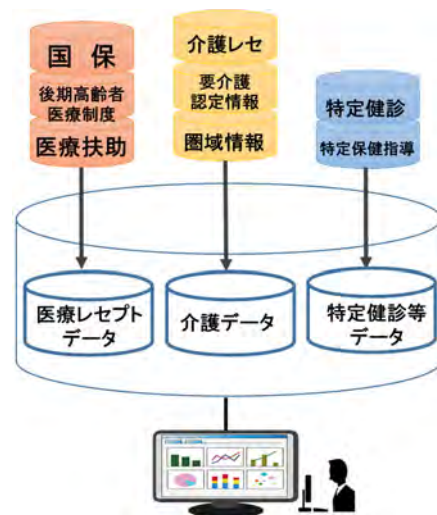 国 保
後期高齢者
医療制度
医療扶助
介護レセ
要介護
認定情報
圏域情報
特定健診
特定保健指導
医療レセプト
データ
介護データ
特定健診等
データ